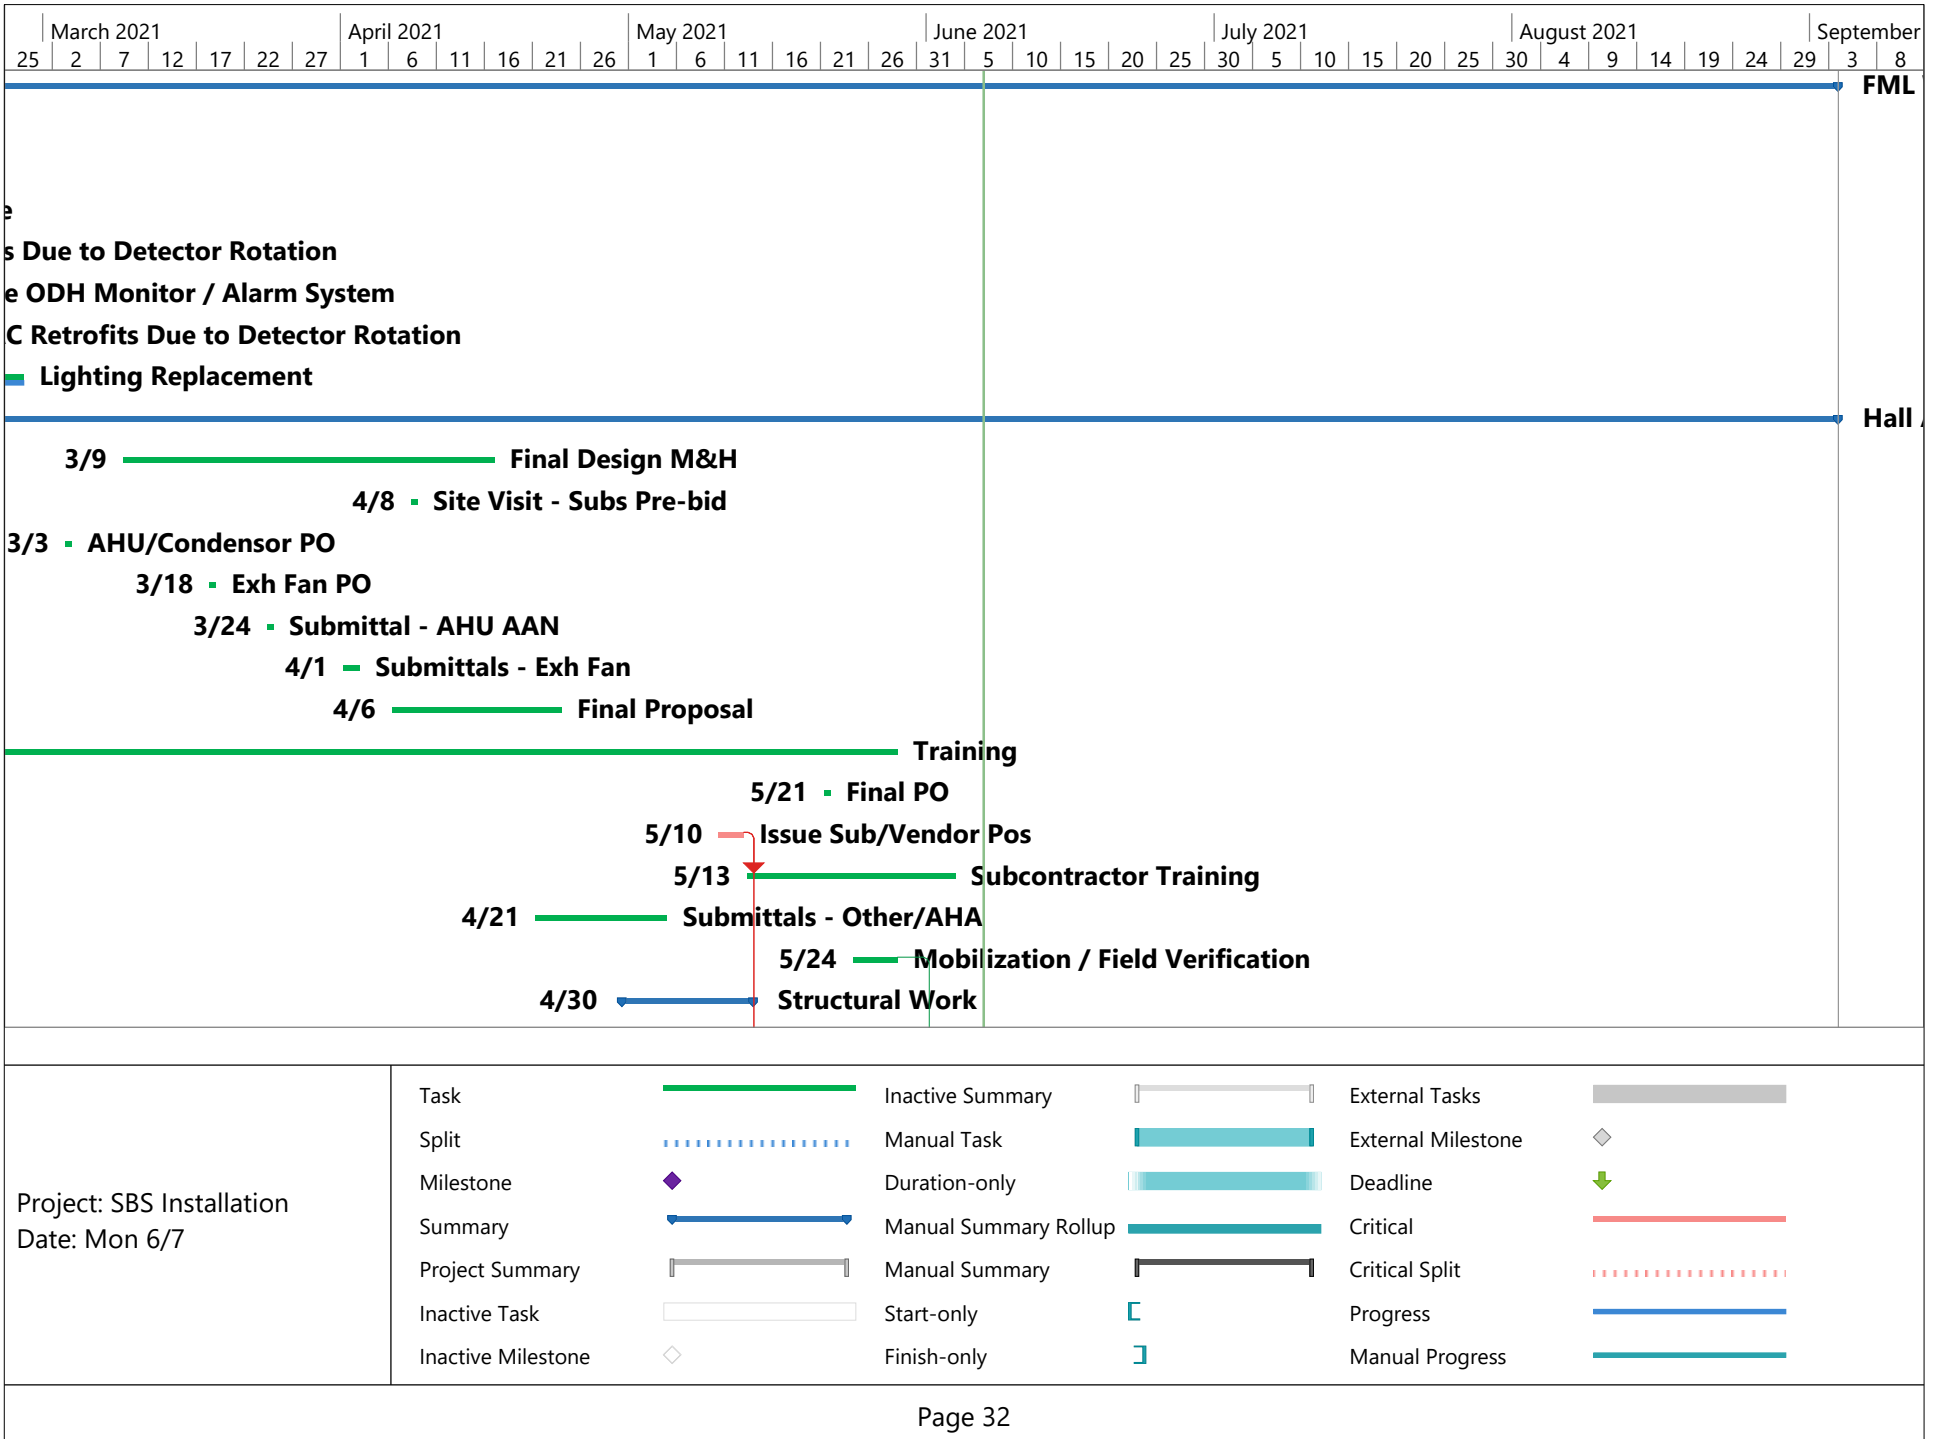 March 2021 April 2021 May 2021 June 2021 July 2021 August 2021 September
25 2 7 12 17 22 27 1 6 11 16 21 26 1 6 11 16 21 26 31 5 10 15 20 25 30 5 10 15 20 25 30 4 9 14 19 24 29 3 8
FML
e
s Due to Detector Rotation
e ODH Monitor / Alarm System
C Retrofits Due to Detector Rotation
Lighting Replacement
Hall
3/9 Final Design M&H
4/8 Site Visit - Subs Pre-bid
3/3 AHU/Condensor PO
3/18 Exh Fan PO
3/24 Submittal - AHU AAN
4/1 Submittals - Exh Fan
4/6 Final Proposal
Training
5/21 Final PO
5/10 Issue Sub/Vendor Pos
5/13 Subcontractor Training
4/21 Submittals - Other/AHA
5/24 Mobilization / Field Verification
4/30 Structural Work
Project: SBS Installation
Date: Mon 6/7
Task
Split
Milestone
Summary
Project Summary
Inactive Task
Inactive Milestone
Inactive Summary
Manual Task
Duration-only
Manual Summary Rollup
Manual Summary
Start-only
Finish-only
External Tasks
External Milestone
Deadline
Critical
Critical Split
Progress
Manual Progress
Page 32